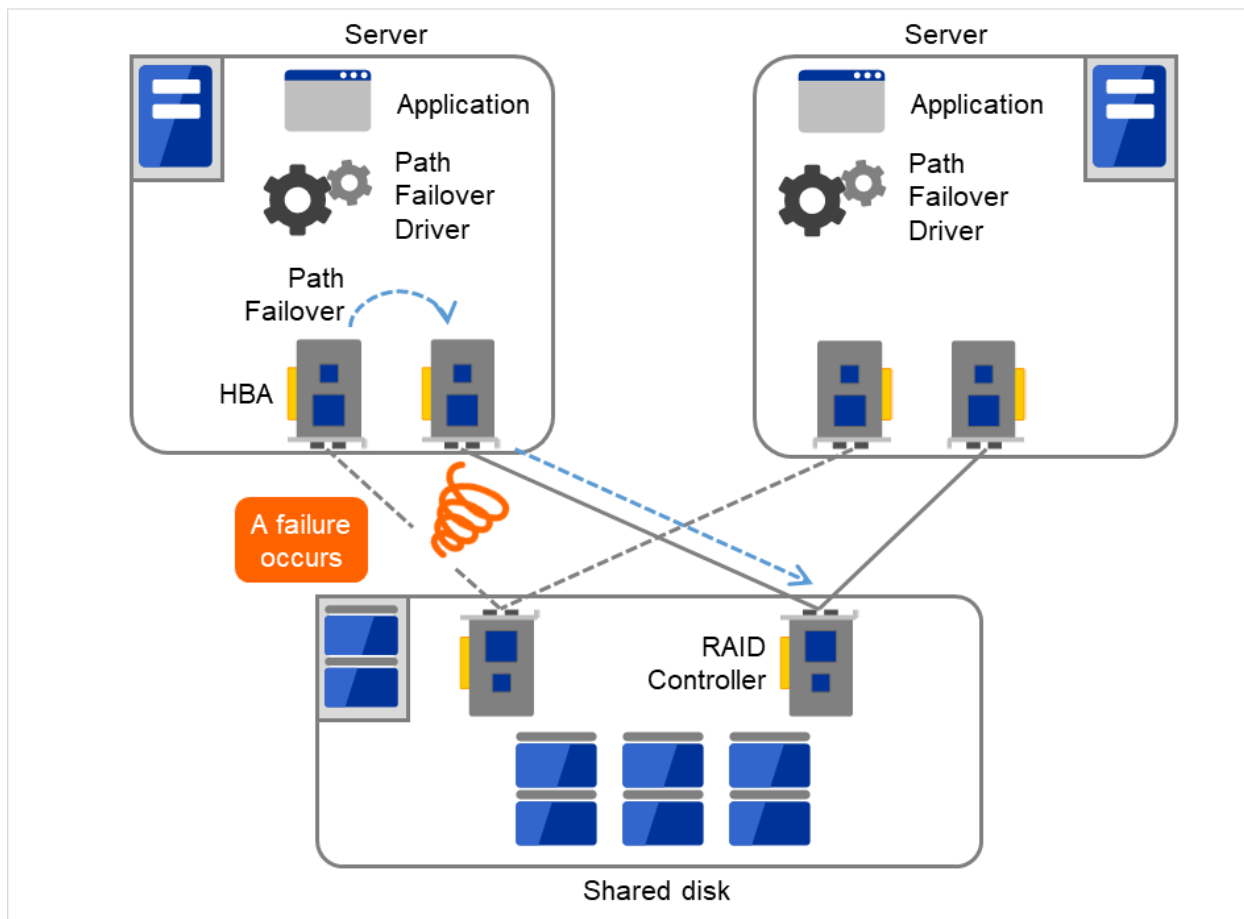 Server
Server
Application
Application
Path
Failover
Driver
Path
Failover
Driver
Path
Failover
HBA
A failure
occurs
RAID
Controller
Shared disk